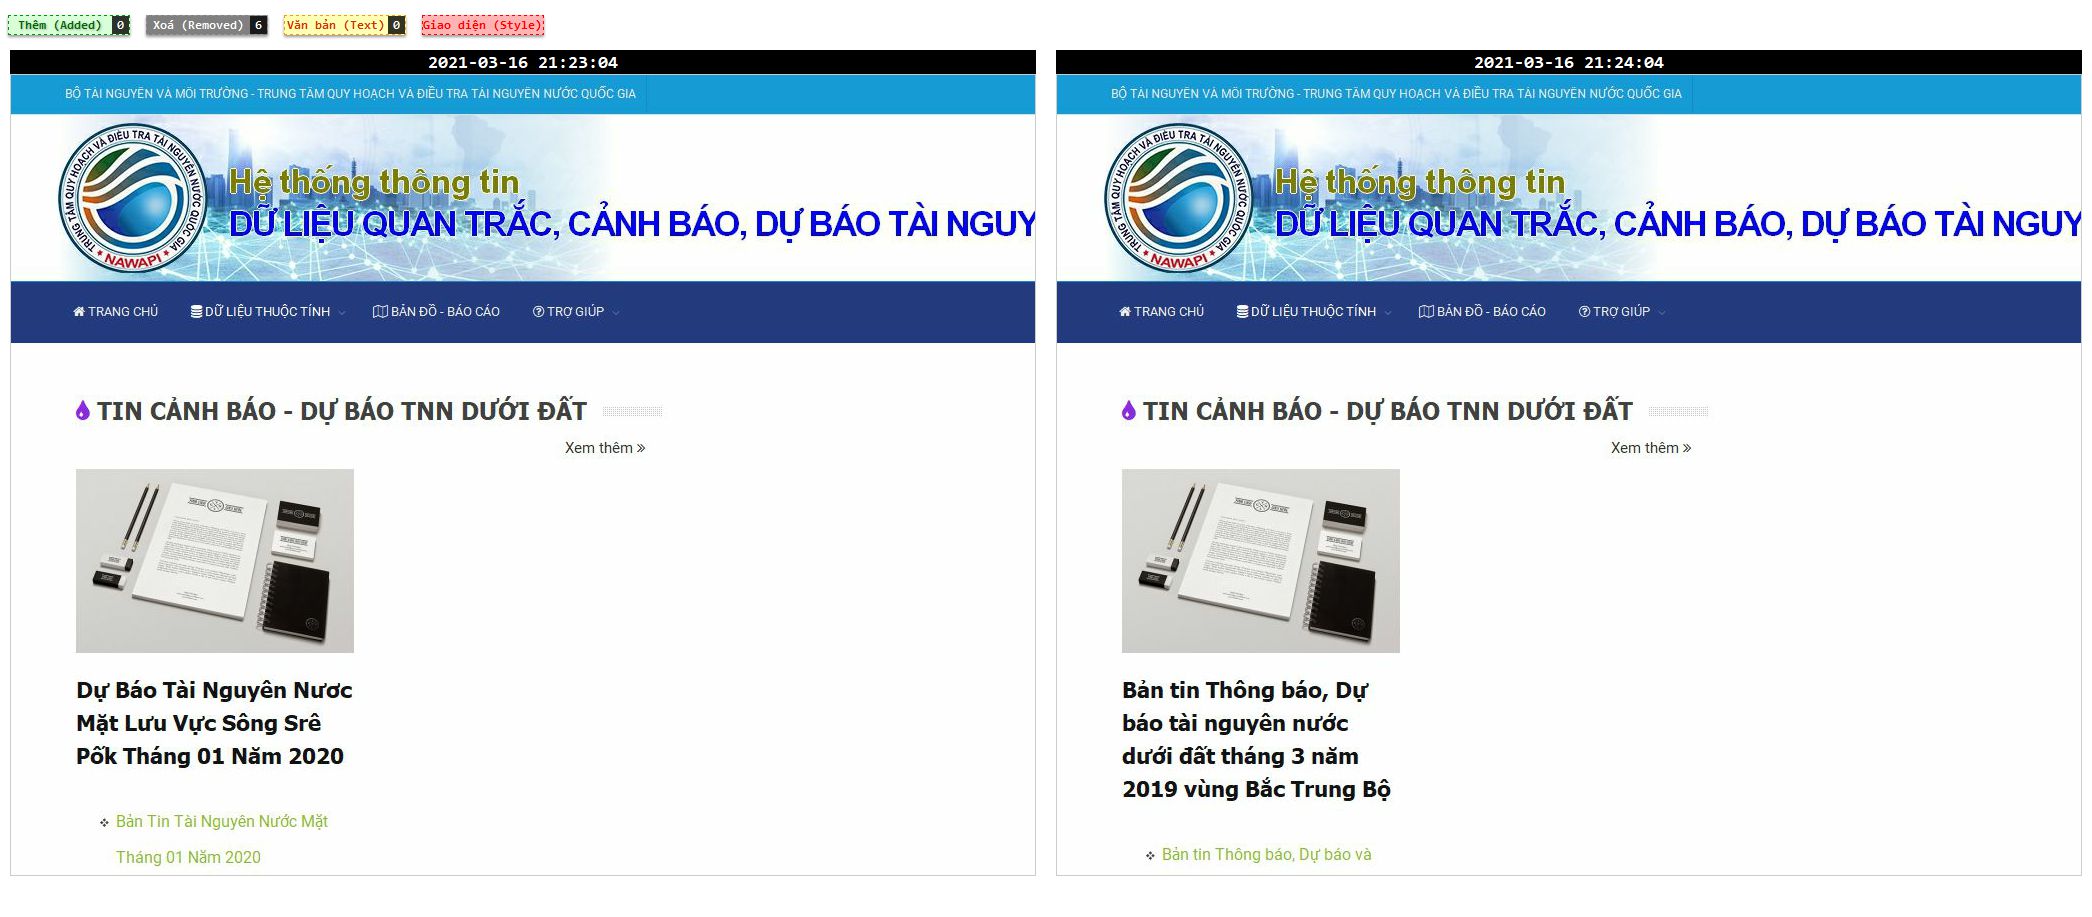 Thêm (Added) 0 Xoá (Removed) 6 Văn bản (Text) 0 Giao diện (Style)
2021-03-16 21:23:04
BỘ TÀI NGUYÊN VÀ MÔI TRƯỜNG - TRUNG TÂM QUY HOẠCH VÀ ĐIỀU TRA TÀI NGUYÊN NƯỚC QUỐC GIA
TRUNG TÂM QUY HOẠCH VÀ ĐIỀU TRA TÀI NGUYÊN NƯỚC QUỐC GIA
NAWAPI
Hệ thống thông tin
DỮ LIỆU QUAN TRẮC, CẢNH BÁO, DỰ BÁO TÀI NGUY
TRANG CHỦ DỮ LIỆU THUỘC TÍNH BẢN ĐỒ - BÁO CÁO TRỢ GIÚP
TIN CẢNH BÁO - DỰ BÁO TNN DƯỚI ĐẤT
Xem thêm »
Dự Báo Tài Nguyên Nươc
Mặt Lưu Vực Sông Srê
Pốk Tháng 01 Năm 2020
Bản Tin Tài Nguyên Nước Mặt
Tháng 01 Năm 2020
2021-03-16 21:24:04
BỘ TÀI NGUYÊN VÀ MÔI TRƯỜNG - TRUNG TÂM QUY HOẠCH VÀ ĐIỀU TRA TÀI NGUYÊN NƯỚC QUỐC GIA
TRUNG TÂM QUY HOẠCH VÀ ĐIỀU TRA TÀI NGUYÊN NƯỚC QUỐC GIA
NAWAPI
Hệ thống thông tin
DỮ LIỆU QUAN TRẮC, CẢNH BÁO, DỰ BÁO TÀI NGUY
TRANG CHỦ DỮ LIỆU THUỘC TÍNH BẢN ĐỒ - BÁO CÁO TRỢ GIÚP
TIN CẢNH BÁO - DỰ BÁO TNN DƯỚI ĐẤT
Xem thêm »
Bản tin Thông báo, Dự
báo tài nguyên nước
dưới đất tháng 3 năm
2019 vùng Bắc Trung Bộ
Bản tin Thông báo, Dự báo và